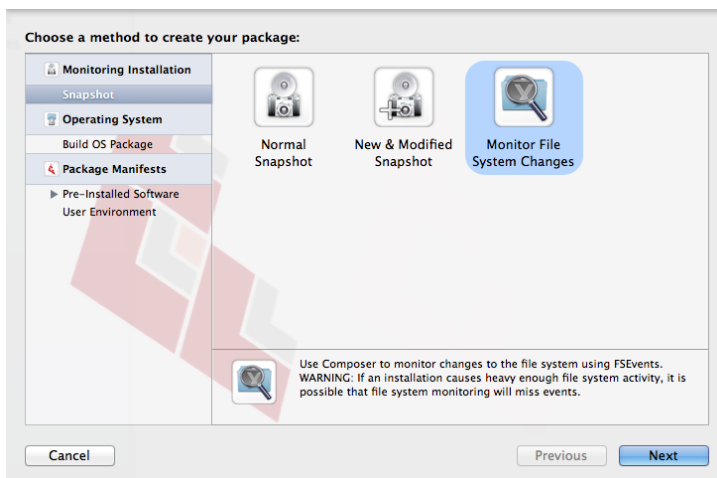 Choose a method to create your package:
Monitoring Installation
Snapshot
Operating System
Build OS Package
Package Manifests
Pre-Installed Software
User Environment
Normal
Snapshot
New & Modified
Snapshot
Monitor File
System Changes
Use Composer to monitor changes to the file system using FSEvents.
WARNING: If an installation causes heavy enough file system activity, it is
possible that file system monitoring will miss events.
Cancel
Previous
Next